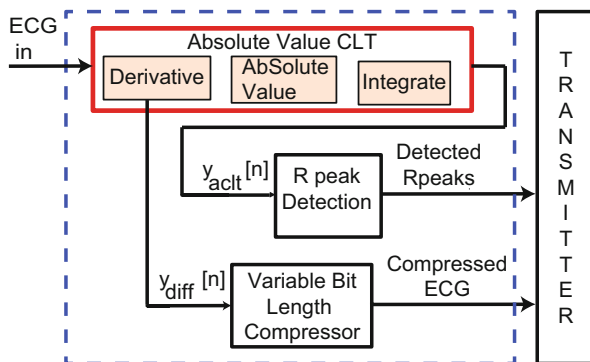 ECG
in
Absolute Value CLT
Derivative
AbSolute
Value
Integrate
y_aclt [n]
R peak
Detection
Detected
Rpeaks
y_diff [n]
Variable Bit
Length
Compressor
Compressed
ECG
TRANSMITTER